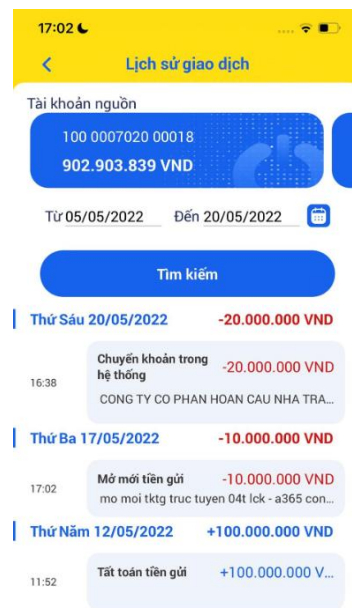 17:02
Lịch sử giao dịch
Tài khoản nguồn
100 0007020 00018
902.903.839 VND
Từ 05/05/2022 Đến 20/05/2022
Tìm kiếm
Thứ Sáu 20/05/2022 -20.000.000 VND
Chuyển khoản trong
hệ thống -20.000.000 VND
16:38
CONG TY CO PHAN HOAN CAU NHA TRA...
Thứ Ba 17/05/2022 -10.000.000 VND
Mở mới tiền gửi -10.000.000 VND
17:02
mo moi tktg truc tuyen 04t lck - a365 con...
Thứ Năm 12/05/2022 +100.000.000 VND
Tất toán tiền gửi +100.000.000 V...
11:52